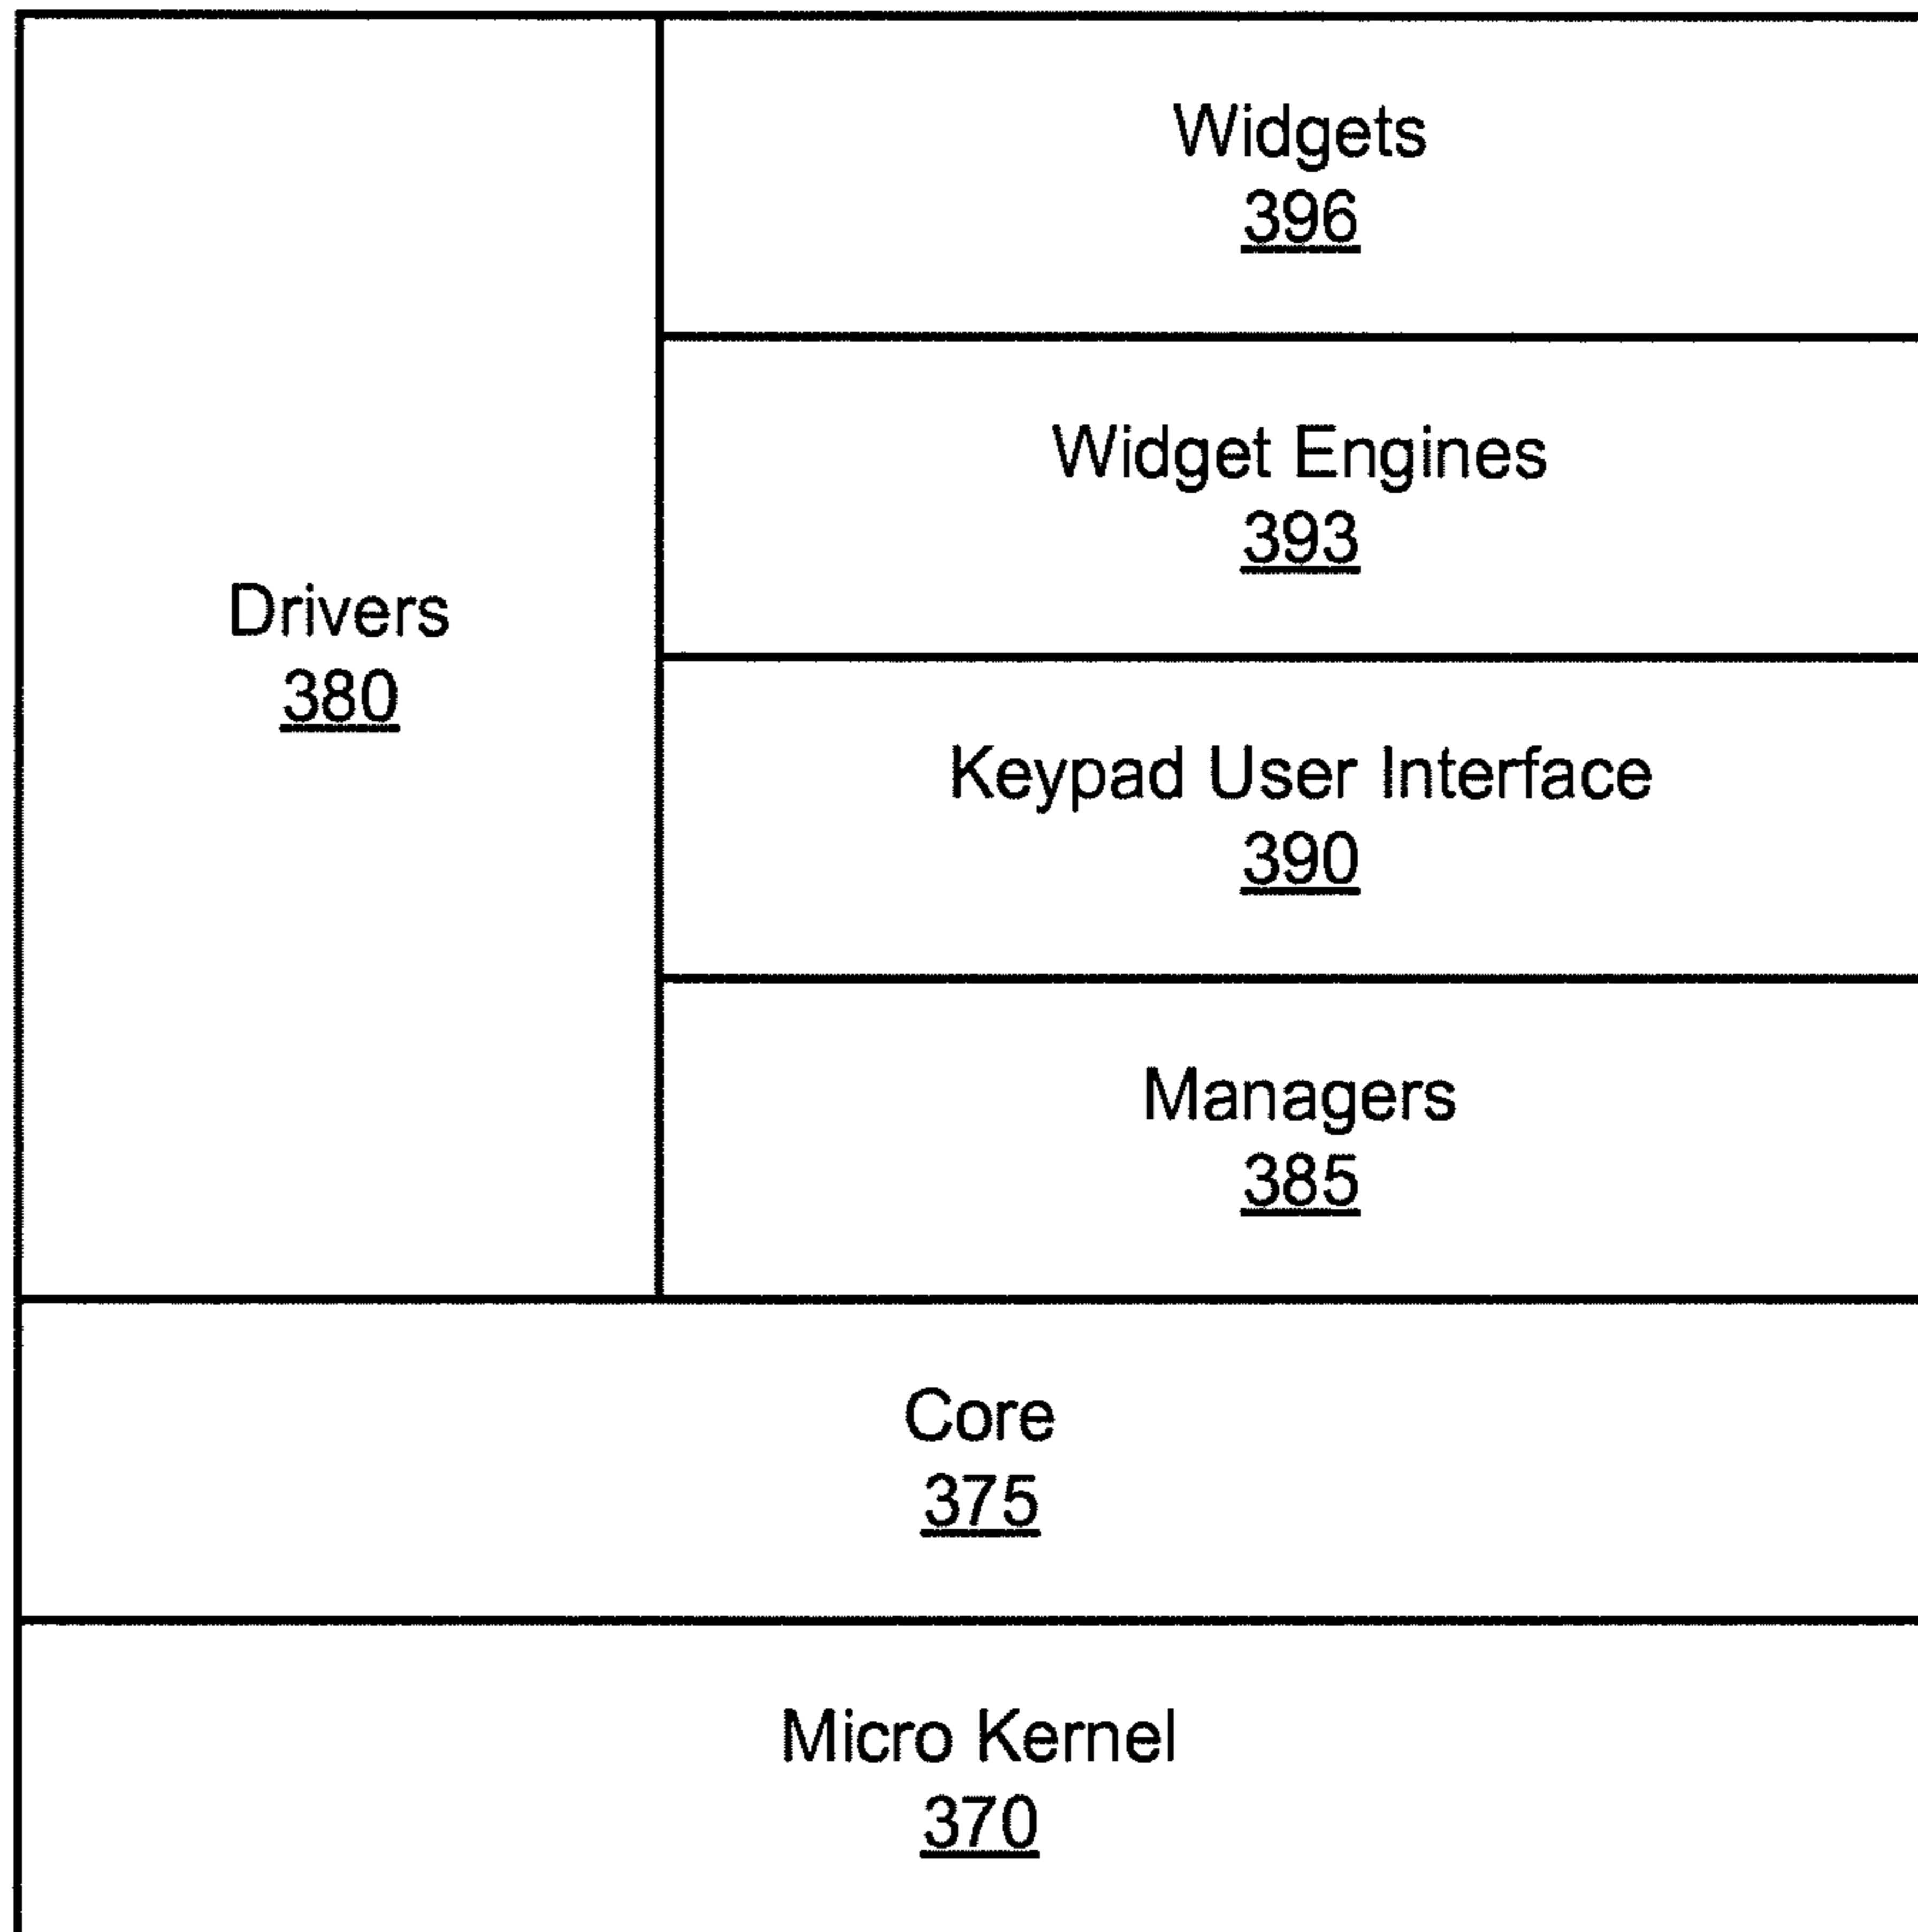 Widgets
396
Widget Engines
393
Drivers
380
Keypad User Interface
390
Managers
385
Core
375
Micro Kernel
370